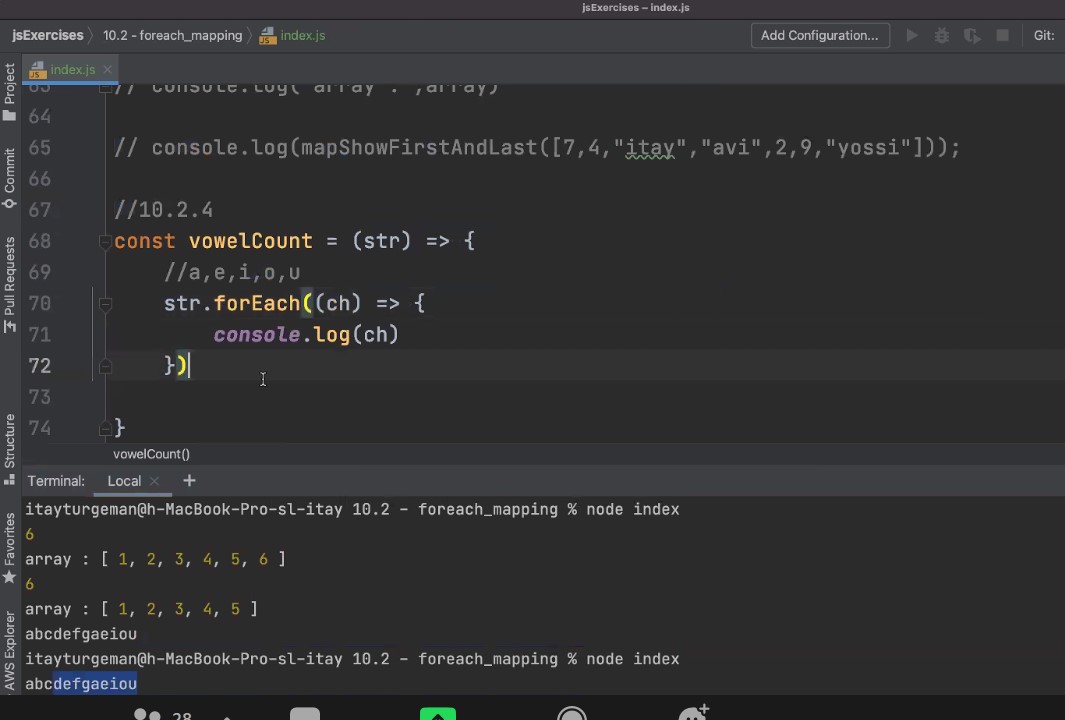 jsExercises – index.js
jsExercises 10.2 - foreach_mapping index.js Add Configuration... Git:
index.js
63 // console.log( array : ,array)
64
65 // console.log(mapShowFirstAndLast([7,4,"itay","avi",2,9,"yossi"]));
66
67 //10.2.4
68 const vowelCount = (str) => {
69 //a,e,i,o,u
70 str.forEach((ch) => {
71 console.log(ch)
72 })
73
74 }
vowelCount()
Terminal: Local +
itayturgeman@h-MacBook-Pro-sl-itay 10.2 - foreach_mapping % node index
6
array : [ 1, 2, 3, 4, 5, 6 ]
6
array : [ 1, 2, 3, 4, 5 ]
abcdefgaeiou
itayturgeman@h-MacBook-Pro-sl-itay 10.2 - foreach_mapping % node index
abcdefgaeiou
Project
Commit
Pull Requests
Structure
Favorites
AWS Explorer
28